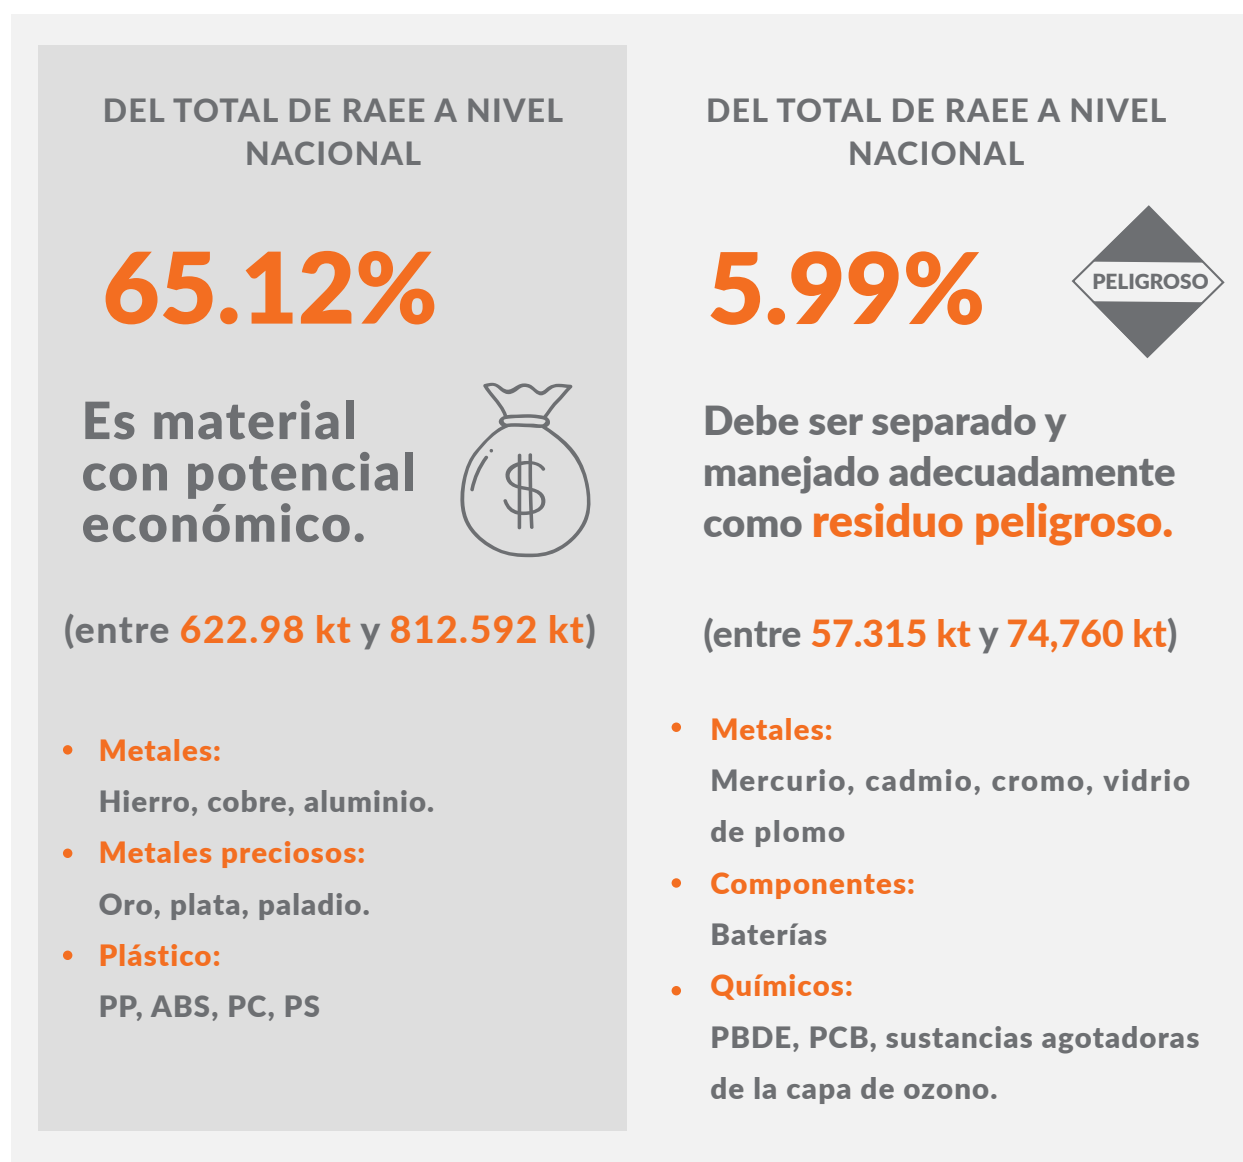 DEL TOTAL DE RAEE A NIVEL
NACIONAL
65.12%
Es material
con potencial
económico.
$
(entre 622.98 kt y 812.592 kt)
• Metales:
Hierro, cobre, aluminio.
• Metales preciosos:
Oro, plata, paladio.
• Plástico:
PP, ABS, PC, PS
DEL TOTAL DE RAEE A NIVEL
NACIONAL
5.99%
PELIGROSO
Debe ser separado y
manejado adecuadamente
como residuo peligroso.
(entre 57.315 kt y 74,760 kt)
• Metales:
Mercurio, cadmio, cromo, vidrio
de plomo
• Componentes:
Baterías
• Químicos:
PBDE, PCB, sustancias agotadoras
de la capa de ozono.